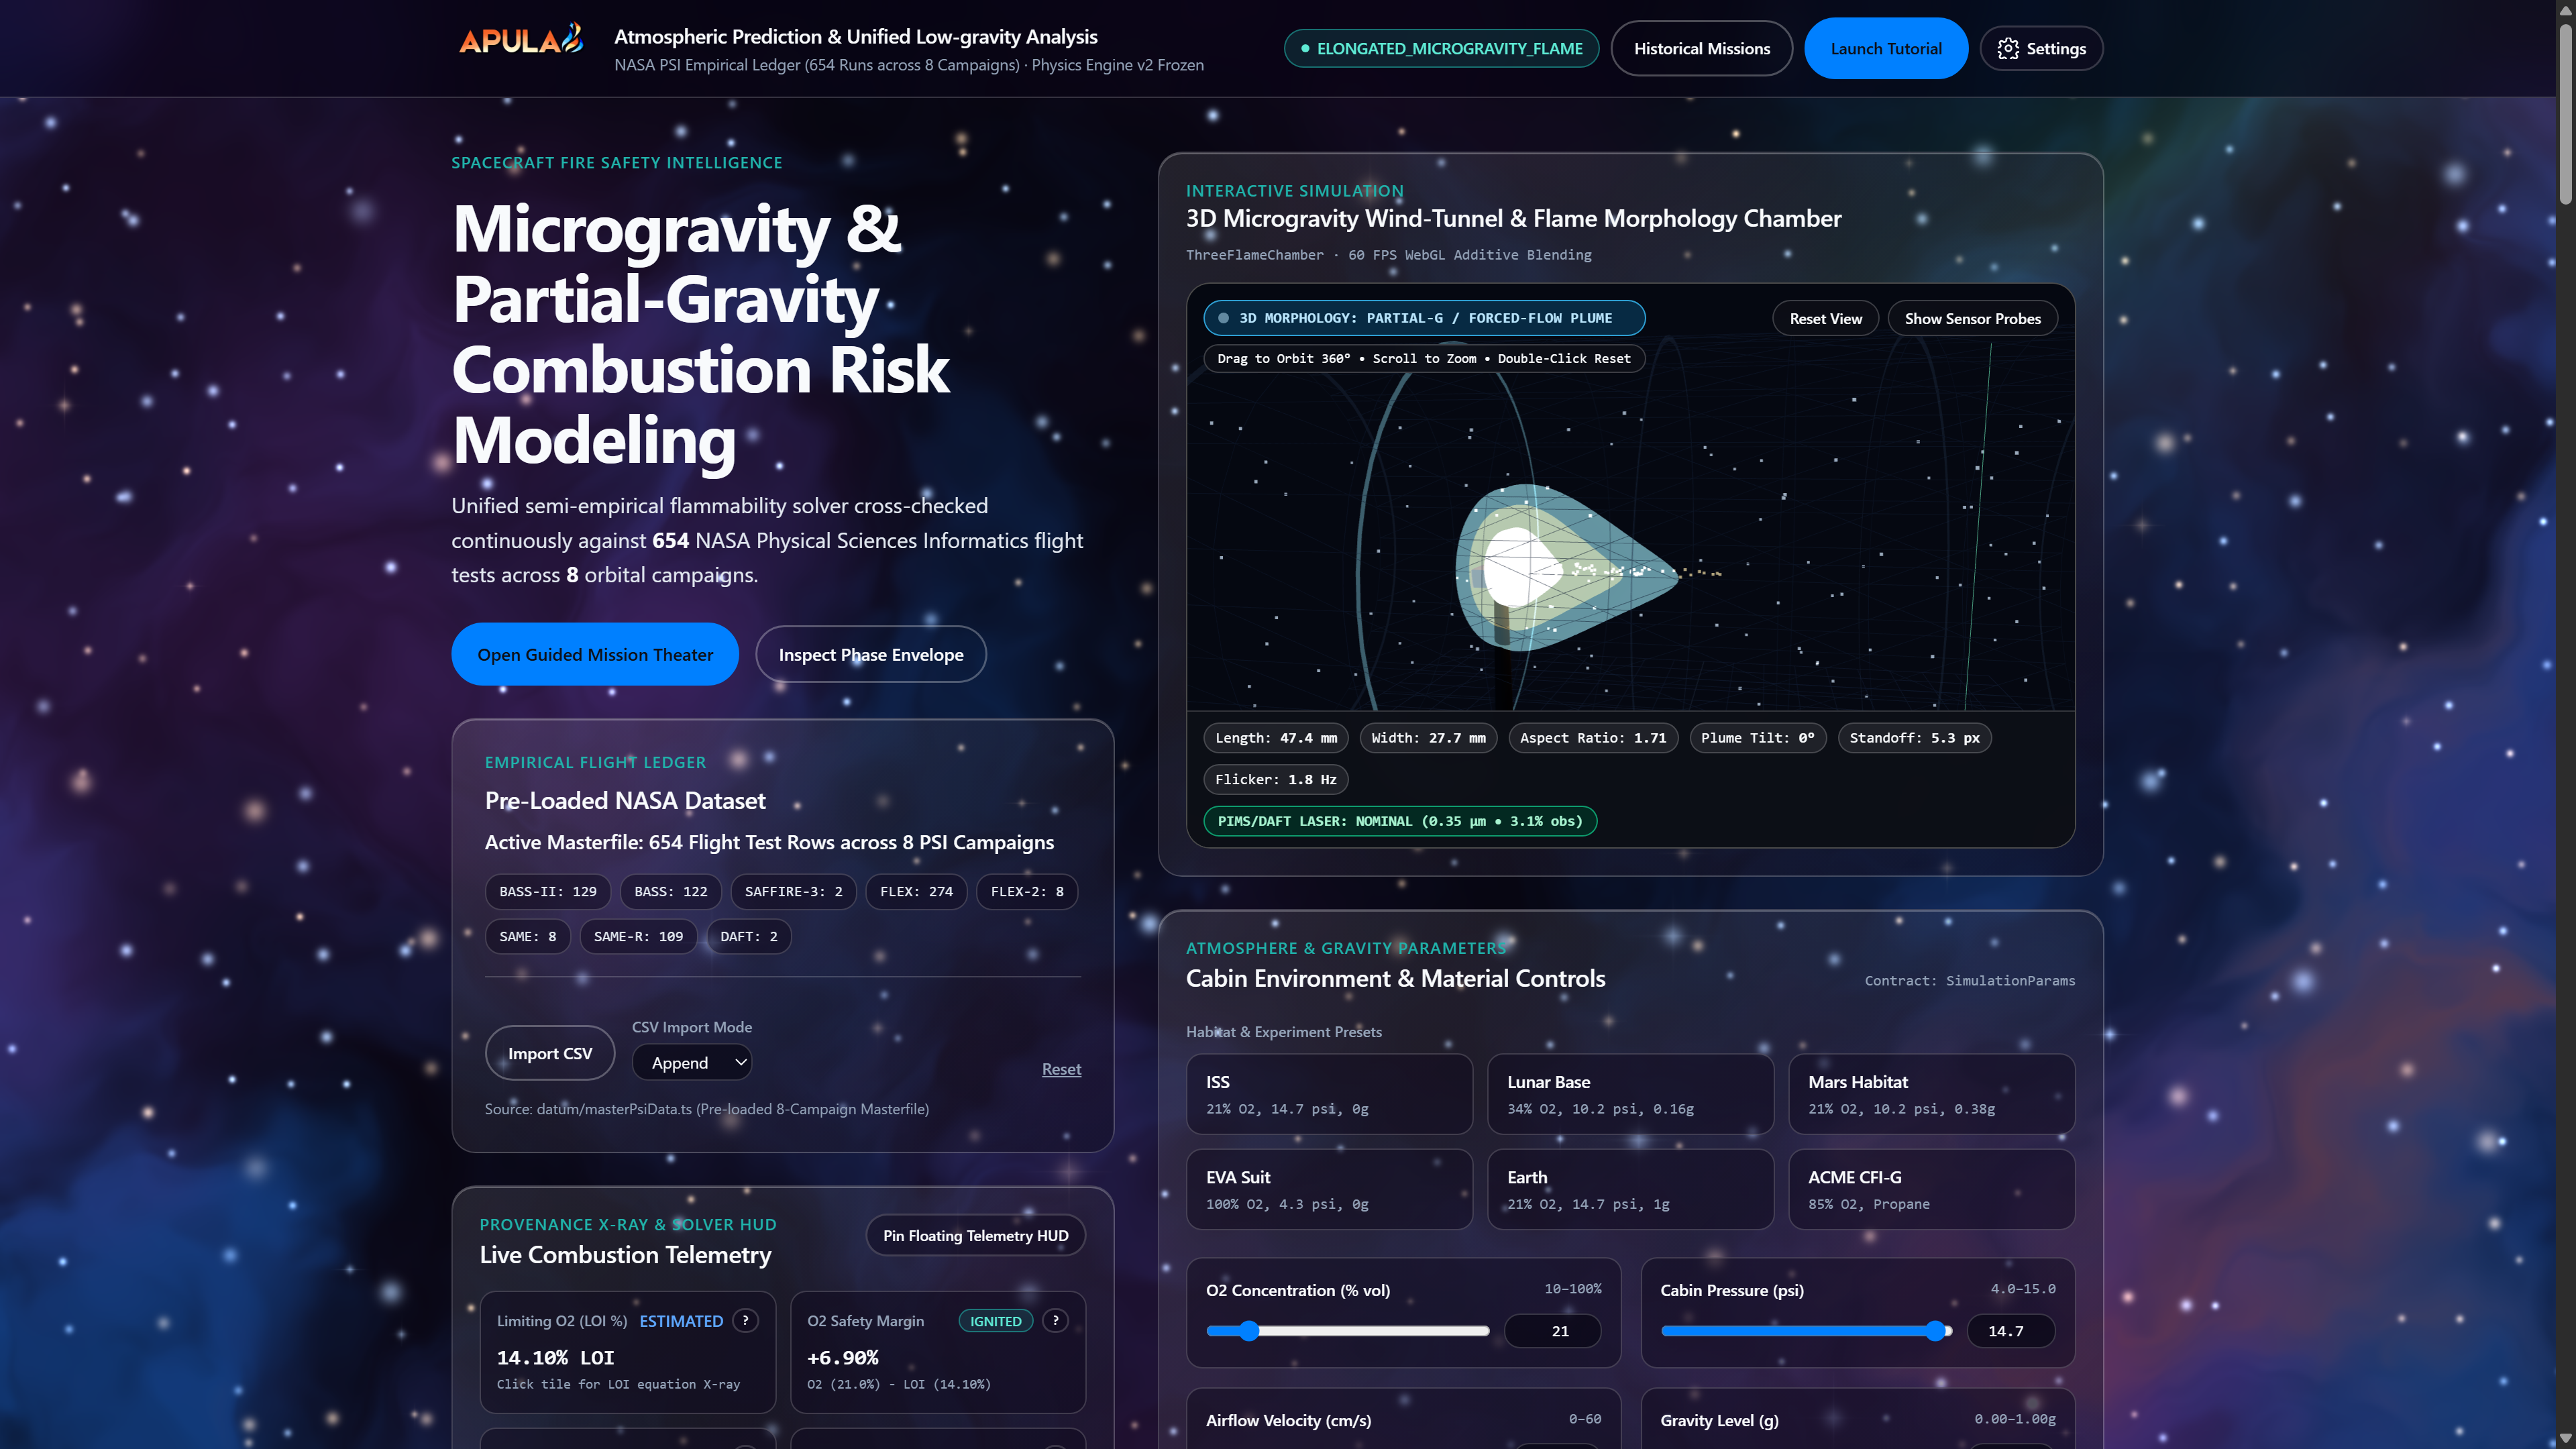 APULA
Atmospheric Prediction & Unified Low-gravity Analysis
NASA PSI Empirical Ledger (654 Runs across 8 Campaigns) · Physics Engine v2 Frozen
ELONGATED_MICROGRAVITY_FLAME
Historical Missions
Launch Tutorial
Settings
SPACECRAFT FIRE SAFETY INTELLIGENCE
Microgravity &
Partial-Gravity
Combustion Risk
Modeling
Unified semi-empirical flammability solver cross-checked
continuously against 654 NASA Physical Sciences Informatics flight
tests across 8 orbital campaigns.
Open Guided Mission Theater
Inspect Phase Envelope
EMPIRICAL FLIGHT LEDGER
Pre-Loaded NASA Dataset
Active Masterfile: 654 Flight Test Rows across 8 PSI Campaigns
BASS-II: 129
BASS: 122
SAFFIRE-3: 2
FLEX: 274
FLEX-2: 8
SAME: 8
SAME-R: 109
DAFT: 2
Import CSV
CSV Import Mode
Append
Reset
Source: datum/masterPsiData.ts (Pre-loaded 8-Campaign Masterfile)
PROVENANCE X-RAY & SOLVER HUD
Live Combustion Telemetry
Pin Floating Telemetry HUD
Limiting O2 (LOI %) ESTIMATED ?
14.10% LOI
Click tile for LOI equation X-ray
O2 Safety Margin IGNITED ?
+6.90%
O2 (21.0%) - LOI (14.10%)
INTERACTIVE SIMULATION
3D Microgravity Wind-Tunnel & Flame Morphology Chamber
ThreeFlameChamber · 60 FPS WebGL Additive Blending
3D MORPHOLOGY: PARTIAL-G / FORCED-FLOW PLUME
Reset View
Show Sensor Probes
Drag to Orbit 360° • Scroll to Zoom • Double-Click Reset
Length: 47.4 mm
Width: 27.7 mm
Aspect Ratio: 1.71
Plume Tilt: 0°
Standoff: 5.3 px
Flicker: 1.8 Hz
PIMS/DAFT LASER: NOMINAL (0.35 µm • 3.1% obs)
ATMOSPHERE & GRAVITY PARAMETERS
Cabin Environment & Material Controls
Contract: SimulationParams
Habitat & Experiment Presets
ISS
21% O2, 14.7 psi, 0g
Lunar Base
34% O2, 10.2 psi, 0.16g
Mars Habitat
21% O2, 10.2 psi, 0.38g
EVA Suit
100% O2, 4.3 psi, 0g
Earth
21% O2, 14.7 psi, 1g
ACME CFI-G
85% O2, Propane
O2 Concentration (% vol)
10–100%
21
Cabin Pressure (psi)
4.0–15.0
14.7
Airflow Velocity (cm/s)
0–60
Gravity Level (g)
0.00–1.00g